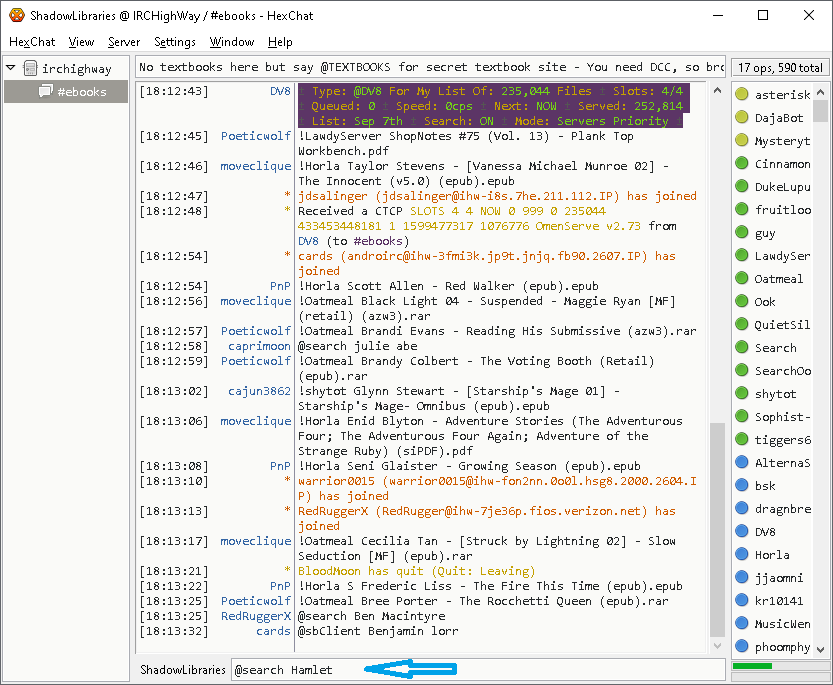 ShadowLibraries @ IRCHighWay / #ebooks - HexChat
HexChat View Server Settings Window Help
irchighway
#ebooks
No textbooks here but say @TEXTBOOKS for secret textbook site - You need DCC, so bro
17 ops, 590 total
[18:12:43] DV8 : Type: @DV8 For My List Of: 235,044 Files : Slots: 4/4
: Queued: 0 : Speed: 0cps : Next: NOW : Served: 252,814
: List: Sep 7th : Search: ON : Mode: Servers Priority :
[18:12:45] Poeticwolf !LawdyServer ShopNotes #75 (Vol. 13) - Plank Top
Workbench.pdf
[18:12:46] moveclique !Horla Taylor Stevens - [Vanessa Michael Munroe 02] -
The Innocent (v5.0) (epub).epub
[18:12:47] * jdsalinger (jdsalinger@ihw-i8s.7he.211.112.IP) has joined
[18:12:48] * Received a CTCP SLOTS 4 4 NOW 0 999 0 235044
433453448181 1 1599477317 1076776 OmenServe v2.73 from
DV8 (to #ebooks)
[18:12:54] * cards (androirc@ihw-3fmi3k.jp9t.jnjq.fb90.2607.IP) has
joined
[18:12:54] PnP !Horla Scott Allen - Red Walker (epub).epub
[18:12:56] moveclique !Oatmeal Black Light 04 - Suspended - Maggie Ryan [MF]
(retail) (azw3).rar
[18:12:57] Poeticwolf !Oatmeal Brandi Evans - Reading His Submissive (azw3).rar
[18:12:58] caprimoon @search julie abe
[18:12:59] Poeticwolf !Oatmeal Brandy Colbert - The Voting Booth (Retail)
(epub).rar
[18:13:02] cajun3862 !shytot Glynn Stewart - [Starship's Mage 01] -
Starship's Mage- Omnibus (epub).epub
[18:13:06] moveclique !Horla Enid Blyton - Adventure Stories (The Adventurous
Four; The Adventurous Four Again; Adventure of the
Strange Ruby) (siPDF).pdf
[18:13:08] PnP !Horla Seni Glaister - Growing Season (epub).epub
[18:13:10] * warrior0015 (warrior0015@ihw-fon2nn.0o0l.hsg8.2000.2604.I
P) has joined
[18:13:13] * RedRuggerX (RedRugger@ihw-7je36p.fios.verizon.net) has
joined
[18:13:17] moveclique !Oatmeal Cecilia Tan - [Struck by Lightning 02] - Slow
Seduction [MF] (epub).rar
[18:13:21] * BloodMoon has quit (Quit: Leaving)
[18:13:22] PnP !Horla S Frederic Liss - The Fire This Time (epub).epub
[18:13:25] Poeticwolf !Oatmeal Bree Porter - The Rocchetti Queen (epub).rar
[18:13:25] RedRuggerX @search Ben Macintyre
[18:13:32] cards @sbClient Benjamin lorr
asterisk
DajaBot
Mysteryt
Cinnamon
DukeLupu
fruitloo
guy
LawdySer
Oatmeal
Ook
QuietSil
Search
SearchOo
shytot
Sophist-
tiggers6
AlternaS
bsk
dragnbre
DV8
Horla
jjaomni
kr10141
MusicWen
phoomphy
ShadowLibraries @search Hamlet